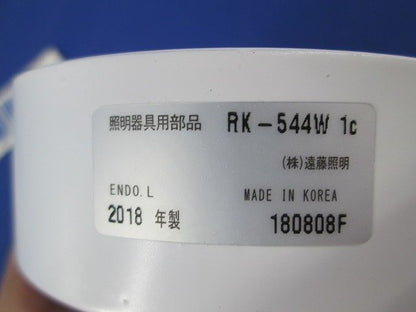 照明器具用部品 RK-544W 1c
(株)遠藤照明
ENDO.L MADE IN KOREA
2018 年製 180808F